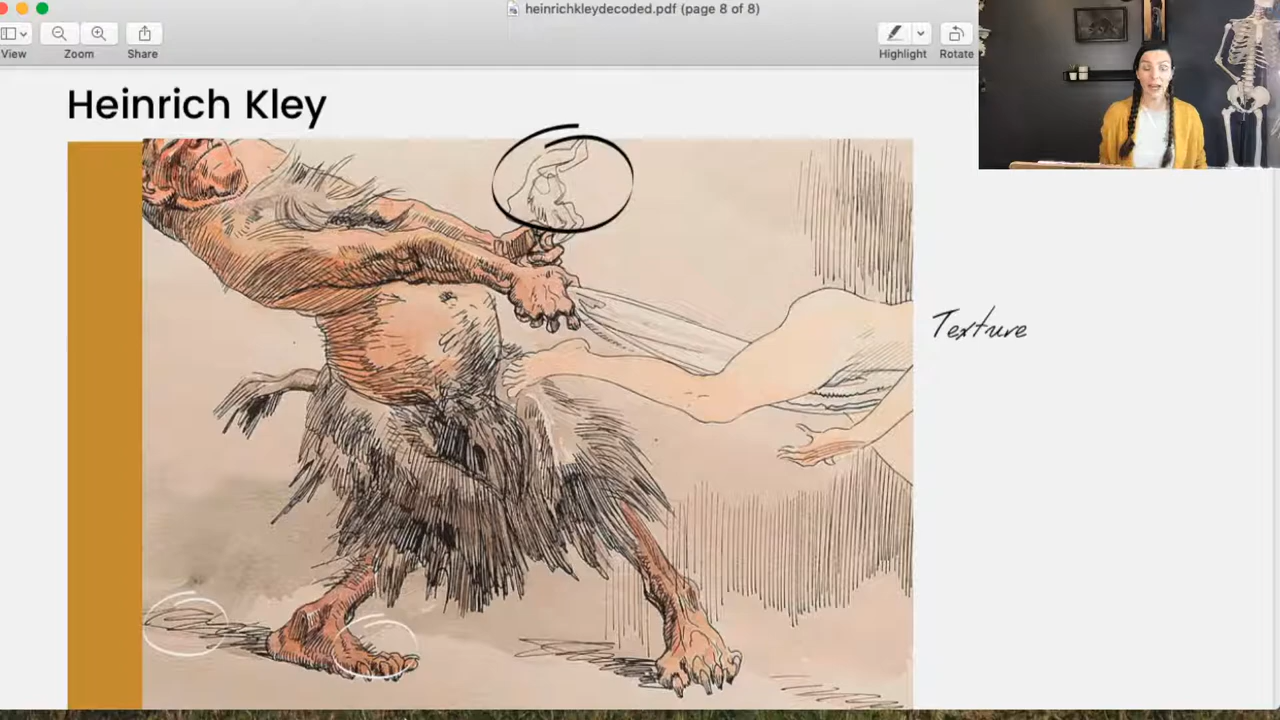 heinrichkleydecoded.pdf (page 8 of 8)
View
Zoom
Share
Highlight
Rotate
Heinrich Kley
Texture